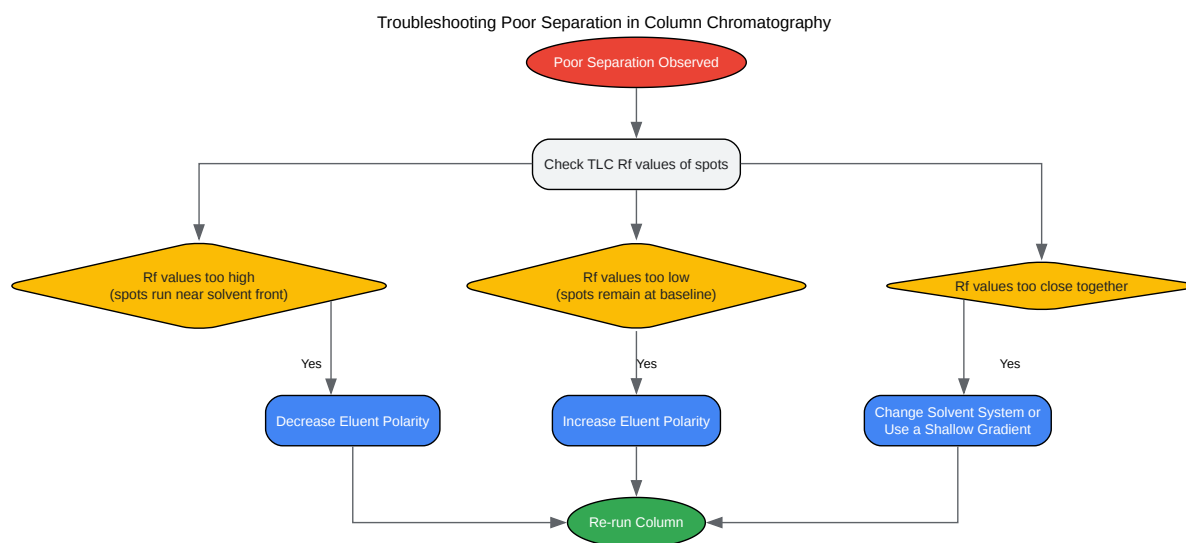 Troubleshooting Poor Separation in Column Chromatography
Poor Separation Observed
Check TLC Rf values of spots
Rf values too high
(spots run near solvent front)
Rf values too low
(spots remain at baseline)
Rf values too close together
Yes
Yes
Yes
Decrease Eluent Polarity
Increase Eluent Polarity
Change Solvent System or
Use a Shallow Gradient
Re-run Column